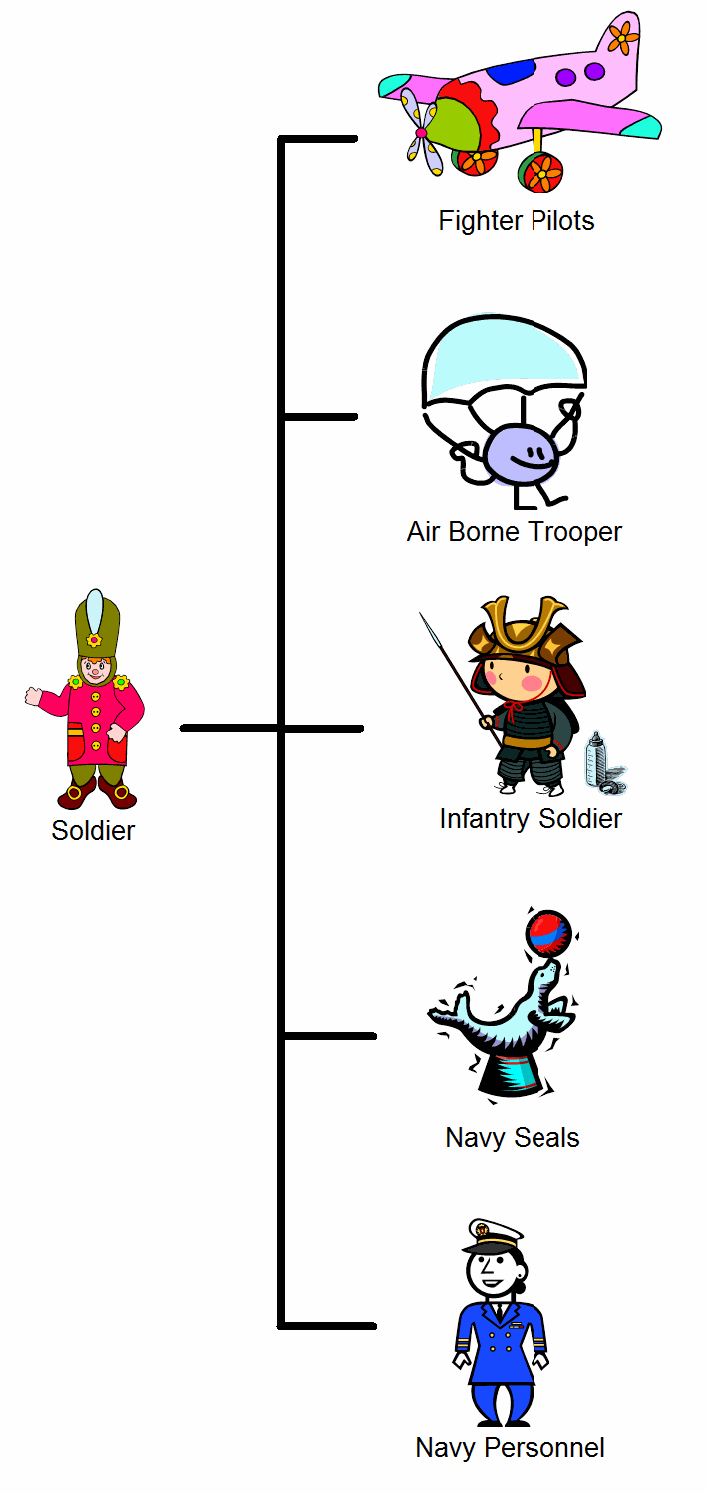 Fighter Pilots
Air Borne Trooper
Soldier
Infantry Soldier
Navy Seals
Navy Personnel